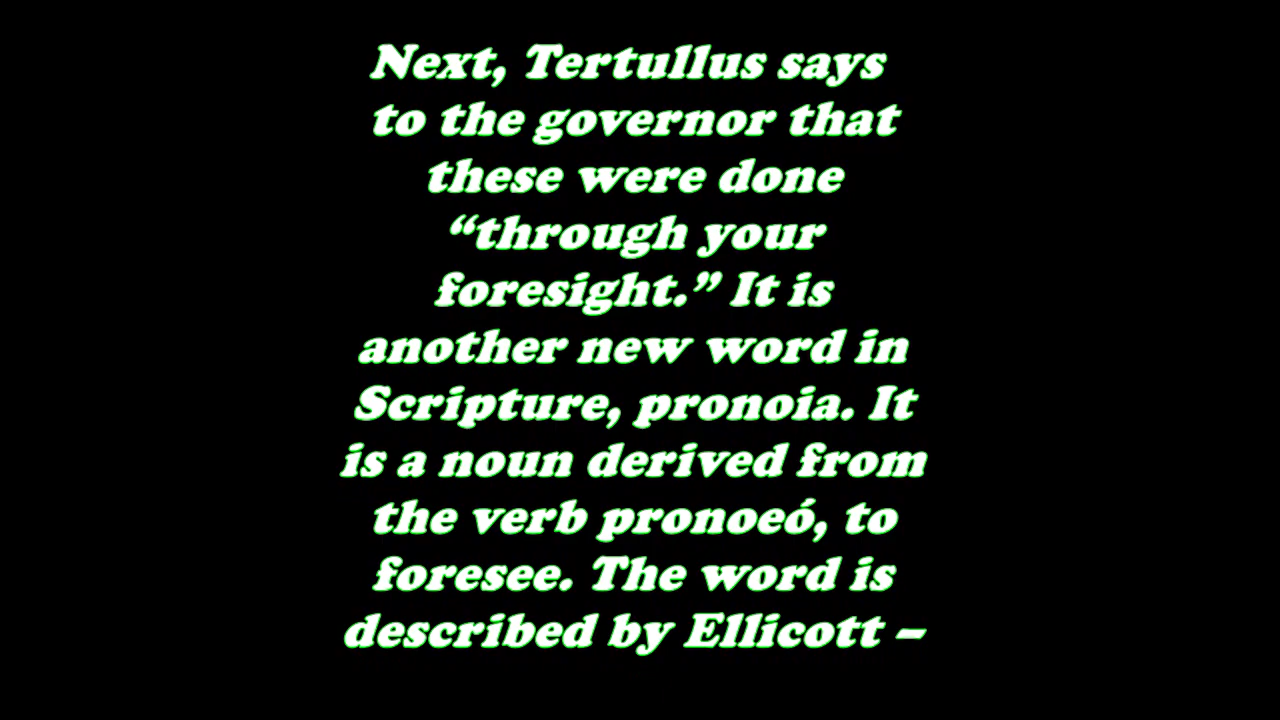 Next, Tertullus says
to the governor that
these were done
“through your
foresight.” It is
another new word in
Scripture, pronoia. It
is a noun derived from
the verb pronoeó, to
foresee. The word is
described by Ellicott –